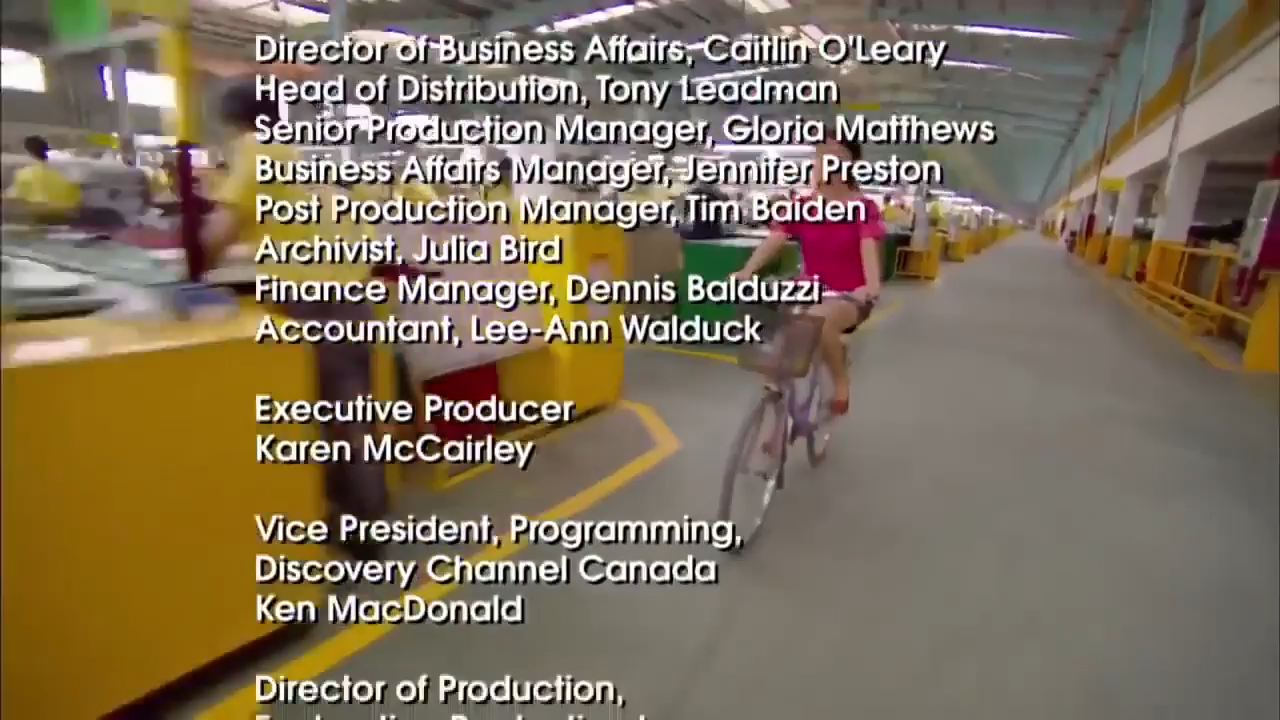 Director of Business Affairs, Caitlin O'Leary
Head of Distribution, Tony Leadman
Senior Production Manager, Gloria Matthews
Business Affairs Manager, Jennifer Preston
Post Production Manager, Tim Baiden
Archivist, Julia Bird
Finance Manager, Dennis Balduzzi
Accountant, Lee-Ann Walduck
Executive Producer
Karen McCairley
Vice President, Programming,
Discovery Channel Canada
Ken MacDonald
Director of Production,